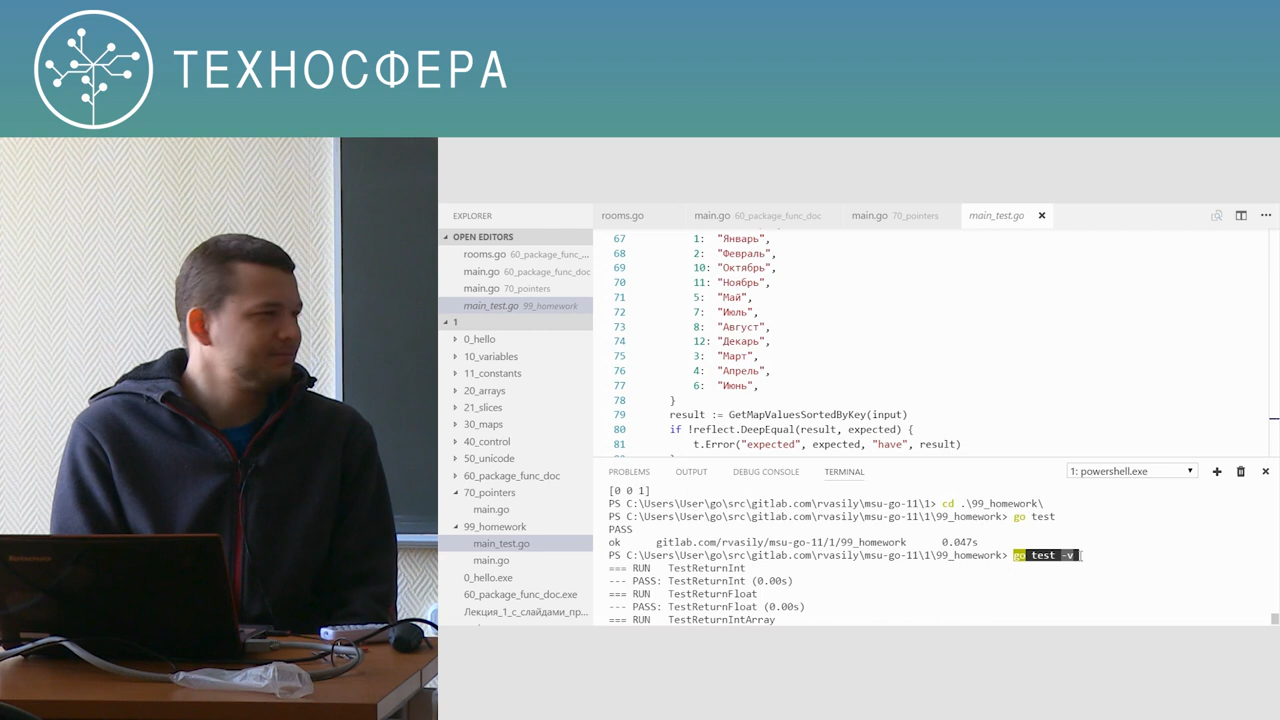 ТЕХНОСФЕРА
EXPLORER
OPEN EDITORS
rooms.go 60_package_func_...
main.go 60_package_func_doc
main.go 70_pointers
main_test.go 99_homework
1
0_hello
10_variables
11_constants
20_arrays
21_slices
30_maps
40_control
50_unicode
60_package_func_doc
70_pointers
main.go
99_homework
main_test.go
main.go
0_hello.exe
60_package_func_doc.exe
Лекция_1_с_слайдами_пр...
rooms.go main.go 60_package_func_doc main.go 70_pointers main_test.go
67 1: "Январь",
68 2: "Февраль",
69 10: "Октябрь",
70 11: "Ноябрь",
71 5: "Май",
72 7: "Июль",
73 8: "Август",
74 12: "Декарь",
75 3: "Март",
76 4: "Апрель",
77 6: "Июнь",
78 }
79 result := GetMapValuesSortedByKey(input)
80 if !reflect.DeepEqual(result, expected) {
81 t.Error("expected", expected, "have", result)
PROBLEMS OUTPUT DEBUG CONSOLE TERMINAL 1: powershell.exe
[0 0 1]
PS C:\Users\User\go\src\gitlab.com\rvasily\msu-go-11\1> cd .\99_homework\
PS C:\Users\User\go\src\gitlab.com\rvasily\msu-go-11\1\99_homework> go test
PASS
ok gitlab.com/rvasily/msu-go-11/1/99_homework 0.047s
PS C:\Users\User\go\src\gitlab.com\rvasily\msu-go-11\1\99_homework> go test -v
=== RUN TestReturnInt
--- PASS: TestReturnInt (0.00s)
=== RUN TestReturnFloat
--- PASS: TestReturnFloat (0.00s)
=== RUN TestReturnIntArray